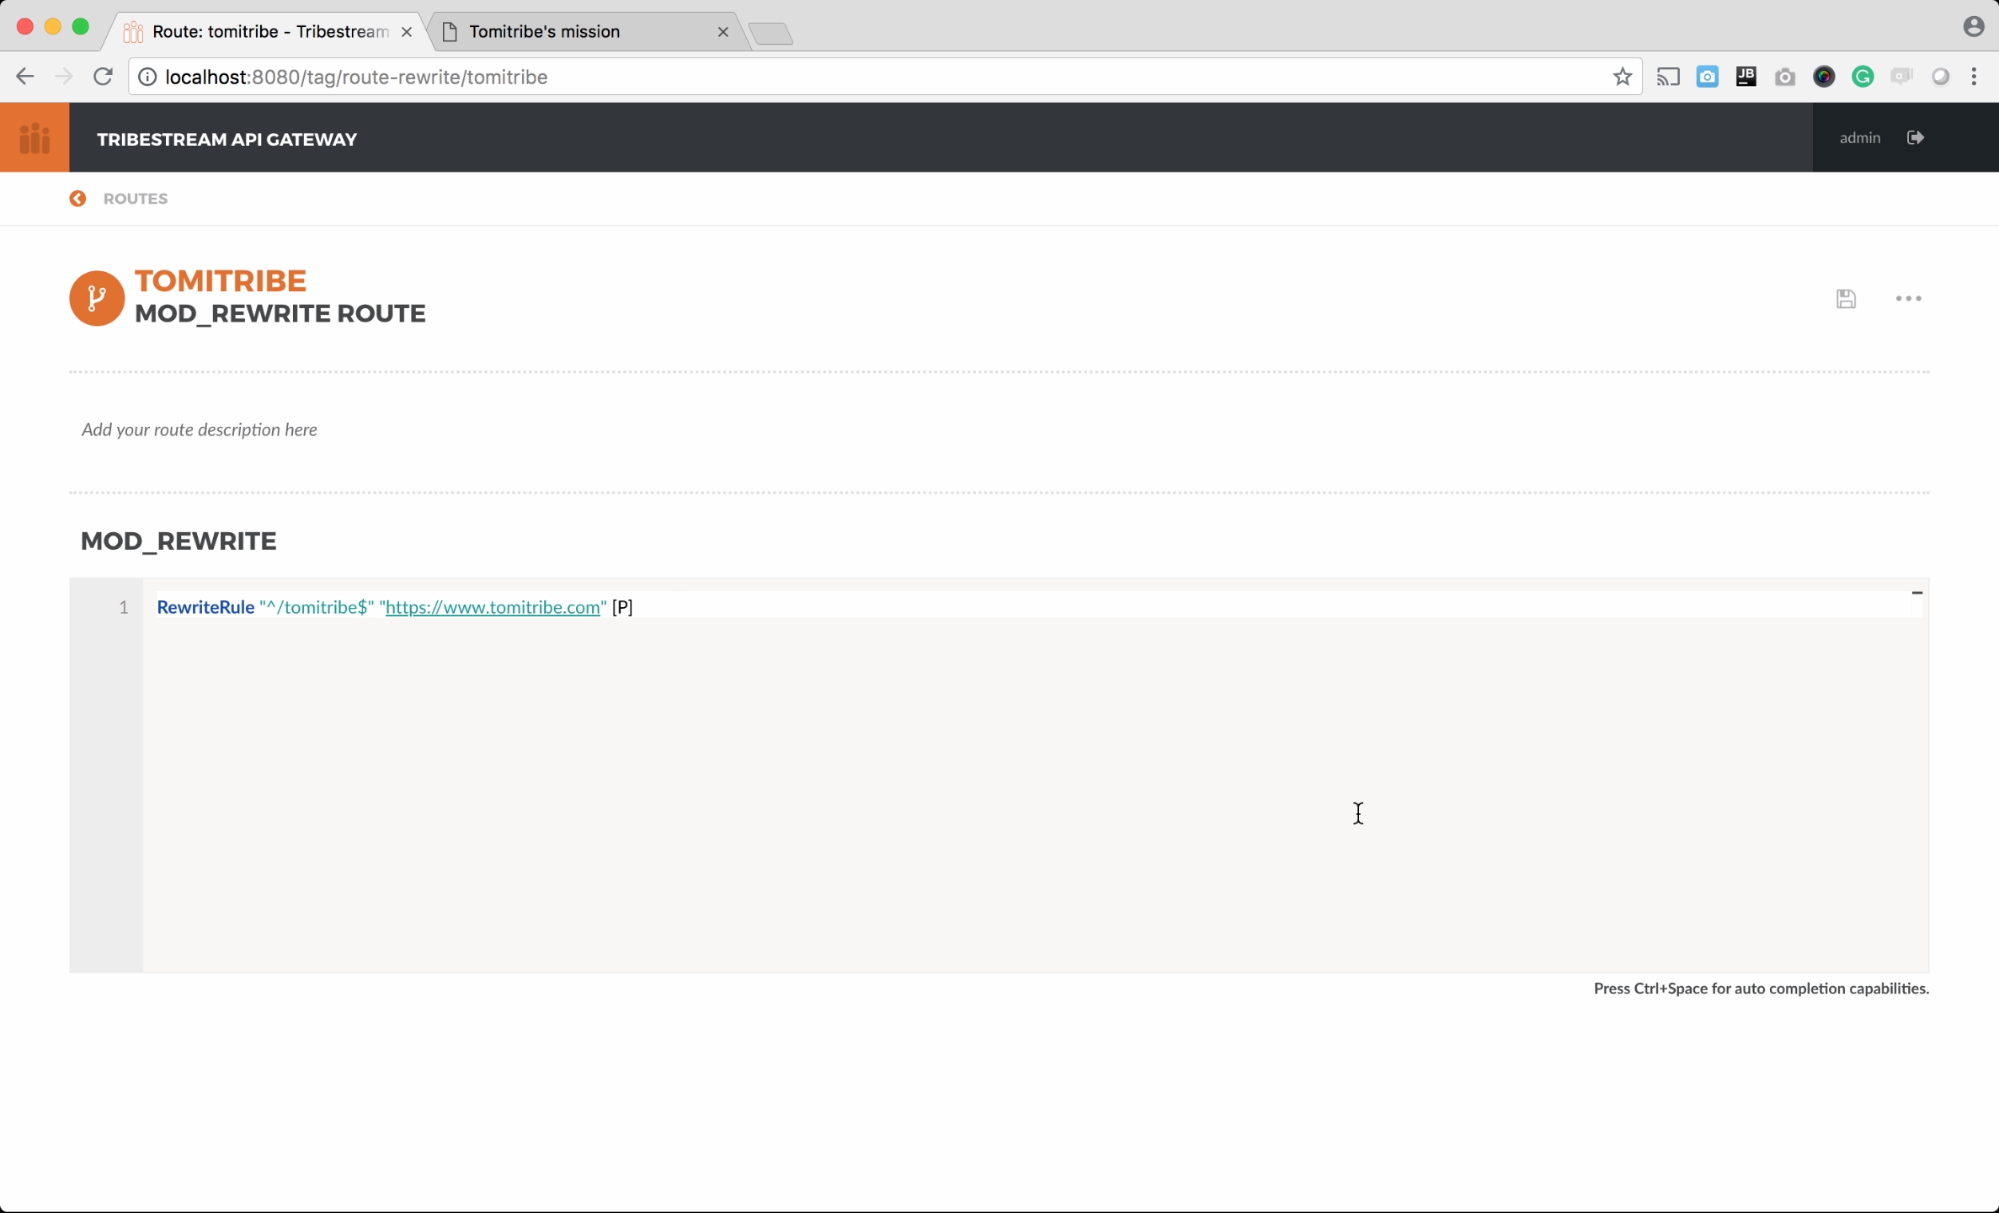 Route: tomitribe - Tribestream
Tomitribe's mission
localhost:8080/tag/route-rewrite/tomitribe
JB
TRIBESTREAM API GATEWAY
admin
ROUTES
TOMITRIBE
MOD_REWRITE ROUTE
Add your route description here
MOD_REWRITE
1 RewriteRule "^/tomitribe$" "https://www.tomitribe.com" [P]
Press Ctrl+Space for auto completion capabilities.